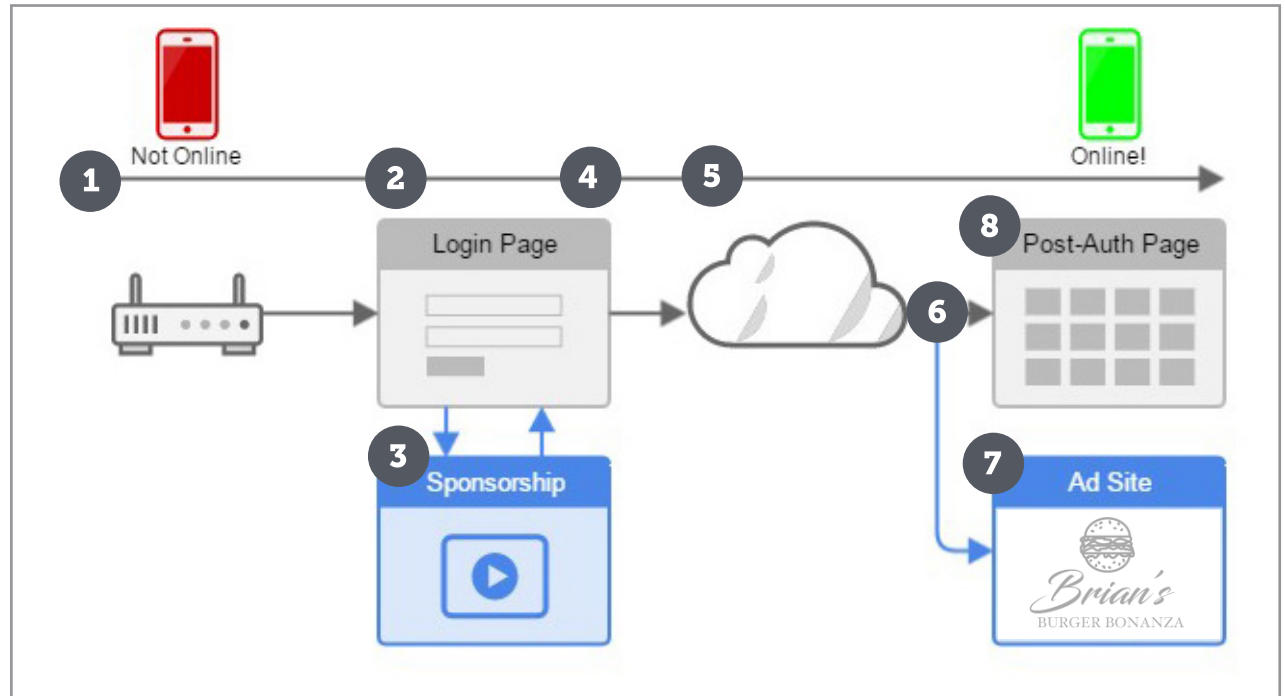 Not Online
Online!
1
2
4
5
Login Page
8
Post-Auth Page
6
3
Sponsorship
7
Ad Site
Brian's
BURGER BONANZA